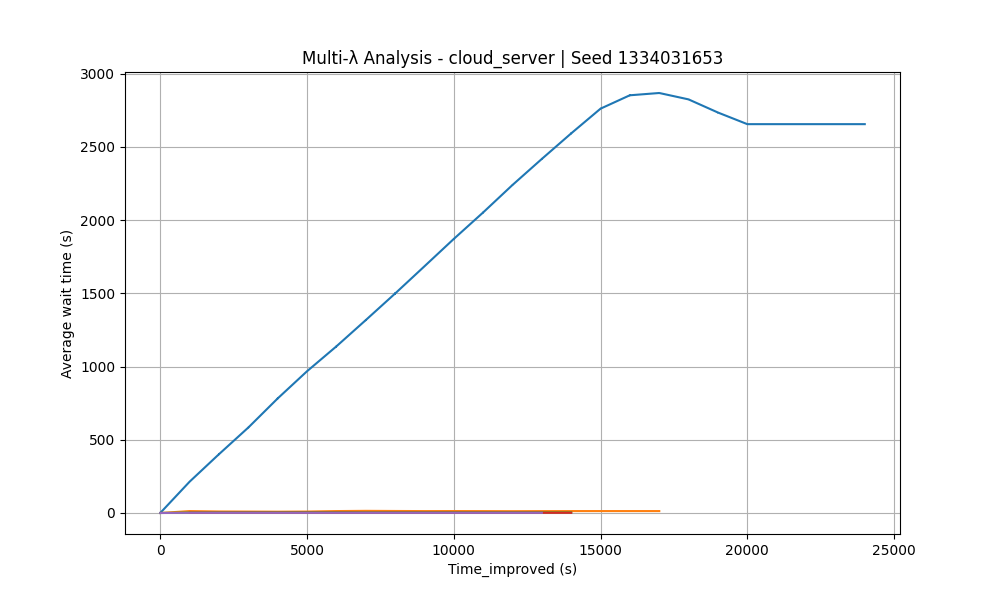 Multi-λ Analysis - cloud_server | Seed 1334031653
3000
2500
2000
1500
1000
500
0
Average wait time (s)
0 5000 10000 15000 20000 25000
Time_improved (s)